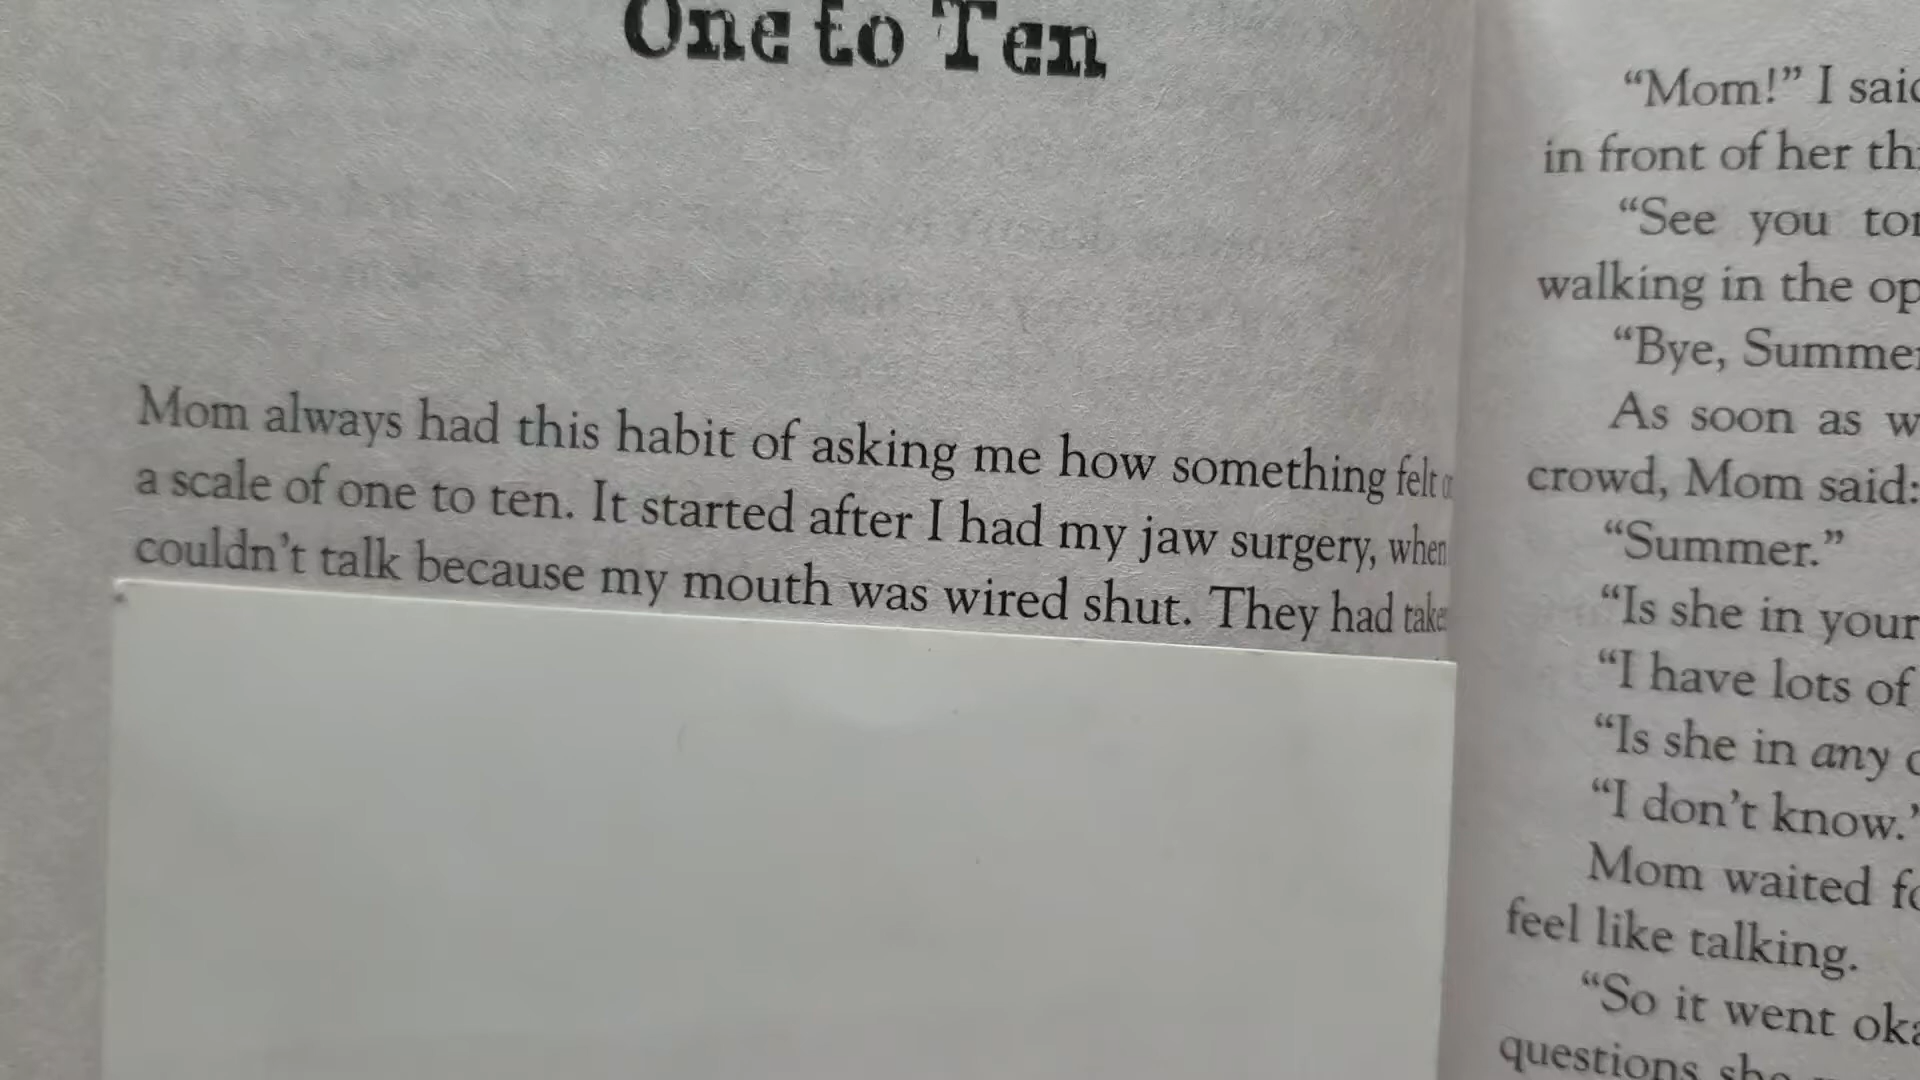 One to Ten
Mom always had this habit of asking me how something felt
a scale of one to ten. It started after I had my jaw surgery, when
couldn't talk because my mouth was wired shut. They had
“Mom!” I
in front of her
“See you
walking in the
“Bye,
As soon as
crowd, Mom said:
“Summer.”
“Is she in your
“I have lots of
“Is she in any
“I don't know.
Mom waited
feel like talking.
“So it went
questions